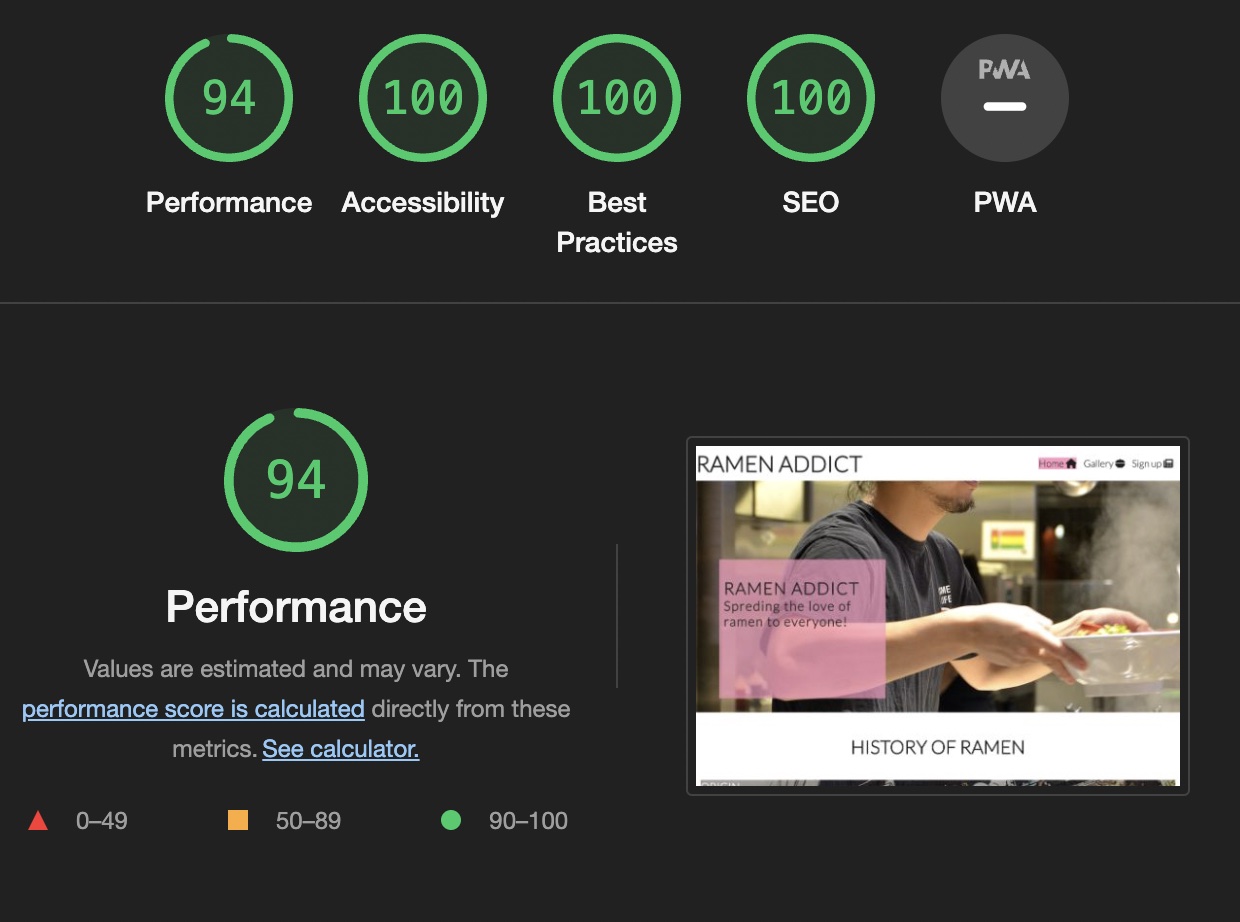 94
100
100
100
PWA
Performance
Accessibility
Best
Practices
SEO
PWA
94
Performance
Values are estimated and may vary. The
performance score is calculated directly from these
metrics. See calculator.
0–49
50–89
90–100
RAMEN ADDICT
Home
Gallery
Sign up
RAMEN ADDICT
Spreding the love of
ramen to everyone!
HISTORY OF RAMEN
ORIGIN